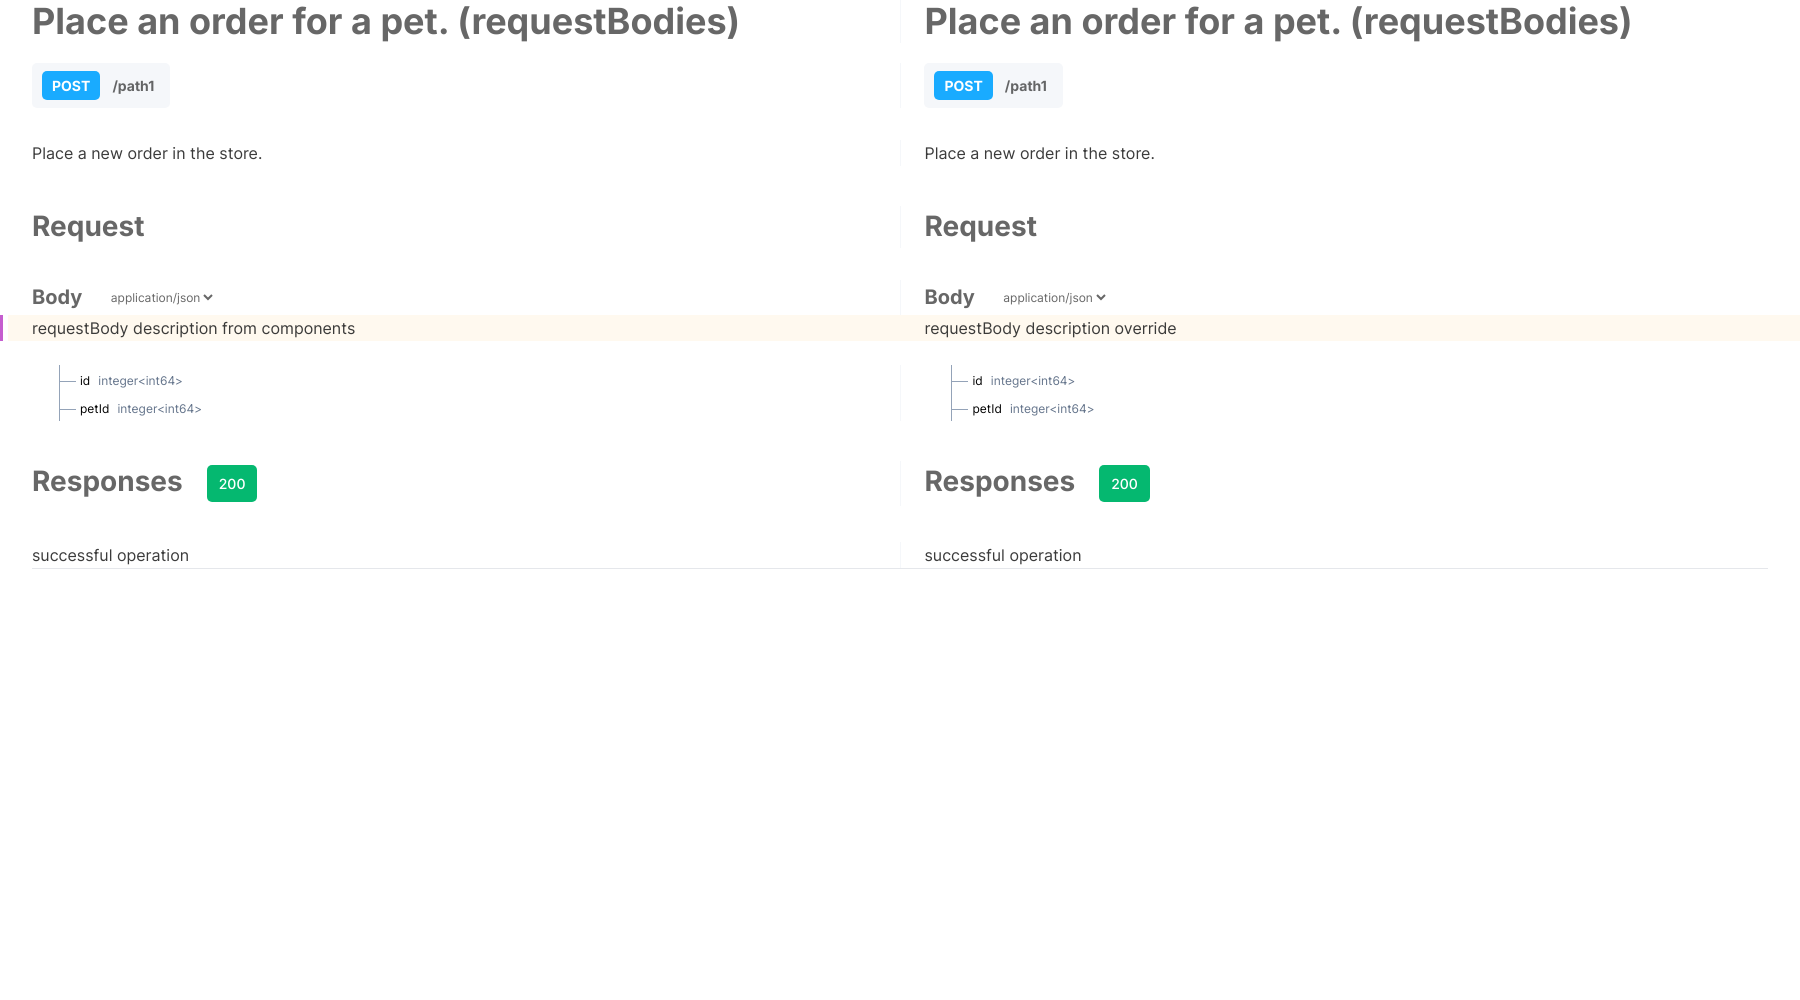 Place an order for a pet. (requestBodies)
POST /path1
Place a new order in the store.
Request
Body application/json
requestBody description from components
id integer<int64>
petId integer<int64>
Responses 200
successful operation
Place an order for a pet. (requestBodies)
POST /path1
Place a new order in the store.
Request
Body application/json
requestBody description override
id integer<int64>
petId integer<int64>
Responses 200
successful operation